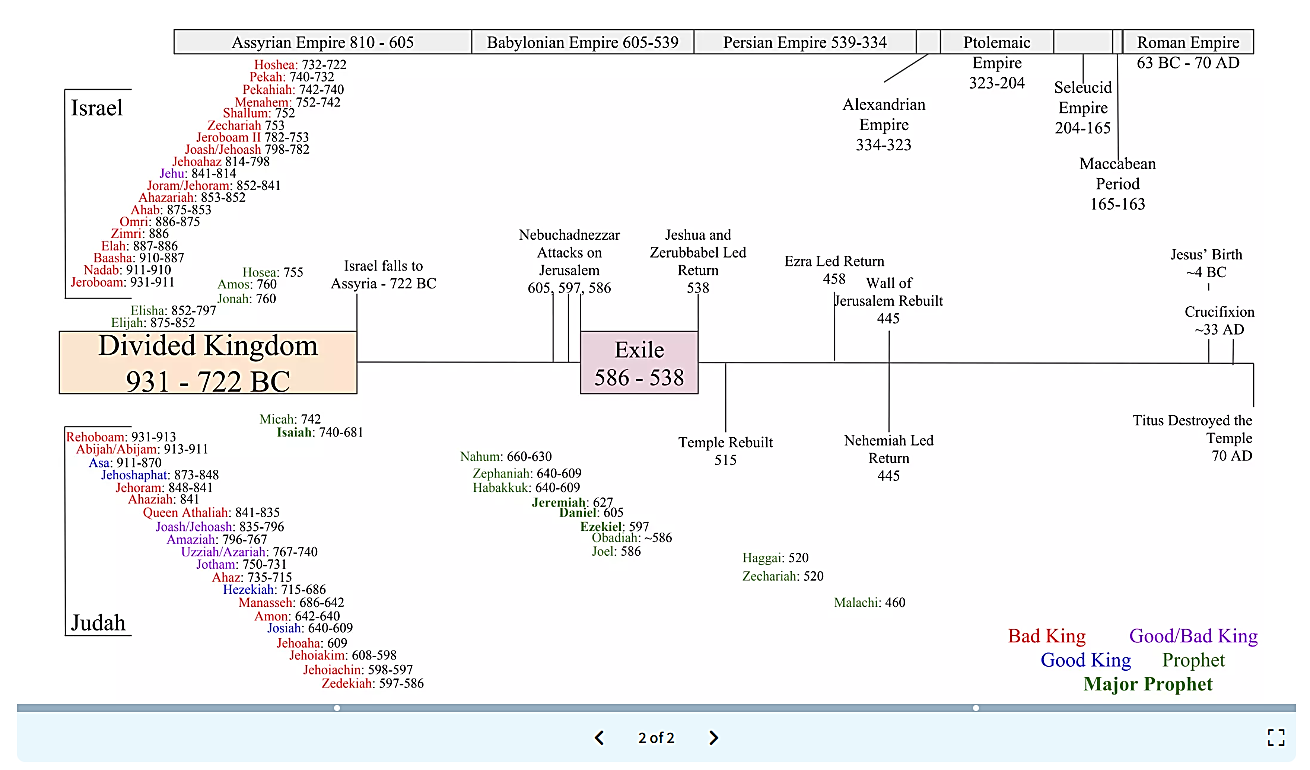 Assyrian Empire 810 - 605
Babylonian Empire 605-539
Persian Empire 539-334
Ptolemaic
Empire
323-204
Roman Empire
63 BC - 70 AD
Alexandrian
Empire
334-323
Seleucid
Empire
204-165
Maccabean
Period
165-163
Israel
Hoshea: 732-722
Pekah: 740-732
Pekahiah: 742-740
Menahem: 752-742
Shallum: 752
Zechariah 753
Jeroboam II 782-753
Joash/Jehoash 798-782
Jehoahaz 814-798
Jehu: 841-814
Joram/Jehoram: 852-841
Ahazariah: 853-852
Ahab: 875-853
Omri: 886-875
Zimri: 886
Elah: 887-886
Baasha: 910-887
Nadab: 911-910
Jeroboam: 931-911
Hosea: 755
Amos: 760
Jonah: 760
Elisha: 852-797
Elijah: 875-852
Israel falls to
Assyria - 722 BC
Nebuchadnezzar
Attacks on
Jerusalem
605, 597, 586
Jeshua and
Zerubbabel Led
Return
538
Ezra Led Return
458
Wall of
Jerusalem Rebuilt
445
Jesus' Birth
~4 BC
Crucifixion
~33 AD
Divided Kingdom
931 - 722 BC
Exile
586 - 538
Micah: 742
Isaiah: 740-681
Rehoboam: 931-913
Abijah/Abijam: 913-911
Asa: 911-870
Jehoshaphat: 873-848
Jehoram: 848-841
Ahaziah: 841
Queen Athaliah: 841-835
Joash/Jehoash: 835-796
Amaziah: 796-767
Uzziah/Azariah: 767-740
Jotham: 750-731
Ahaz: 735-715
Hezekiah: 715-686
Manasseh: 686-642
Amon: 642-640
Josiah: 640-609
Jehoaha: 609
Jehoiakim: 608-598
Jehoiachin: 598-597
Zedekiah: 597-586
Judah
Nahum: 660-630
Zephaniah: 640-609
Habakkuk: 640-609
Jeremiah: 627
Daniel: 605
Ezekiel: 597
Obadiah: ~586
Joel: 586
Temple Rebuilt
515
Nehemiah Led
Return
445
Titus Destroyed the
Temple
70 AD
Haggai: 520
Zechariah: 520
Malachi: 460
Bad King
Good/Bad King
Good King
Prophet
Major Prophet
2 of 2